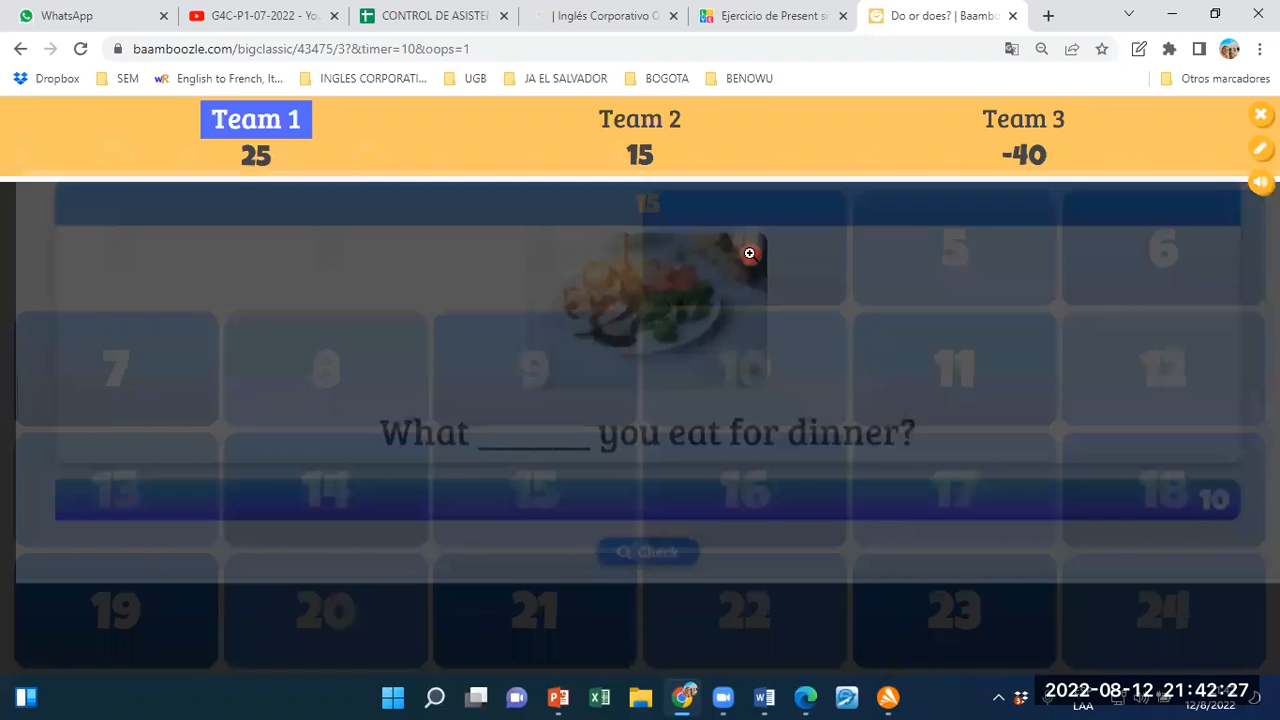 WhatsApp
G4C-P1-07-2022 - Yo
CONTROL DE ASISTE
| Inglés Corporativo O
Ejercicio de Present s
Do or does? | Baamb
baamboozle.com/bigclassic/43475/3?&timer=10&oops=1
Dropbox
SEM
English to French, It...
INGLES CORPORATI...
UGB
JA EL SALVADOR
BOGOTA
BENOWU
Otros marcadores
Team 1
Team 2
Team 3
25
15
-40
15
5
6
7
8
9
10
11
12
What ______ you eat for dinner?
13
14
15
16
17
18
10
Check
19
20
21
22
23
24
2022-08-12 21:42:27
LAA
12/8/2022